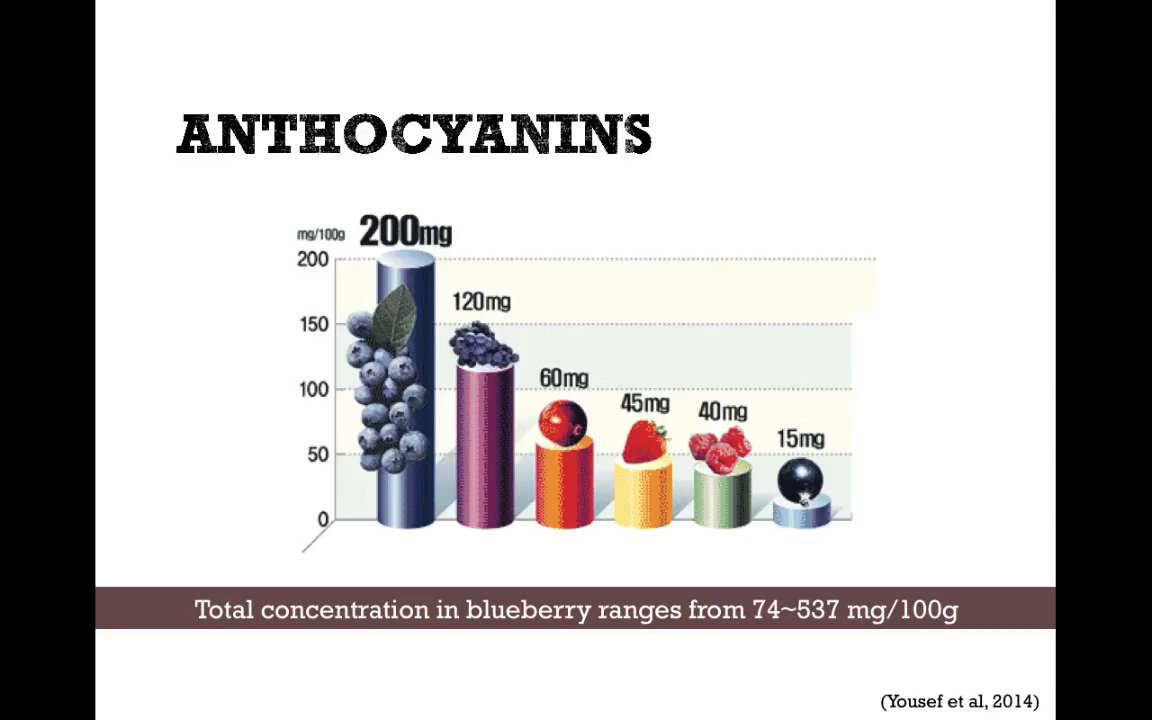 ANTHOCYANINS
mg/100g 200mg
200
120mg
150
60mg
100
45mg
40mg
15mg
50
0
Total concentration in blueberry ranges from 74~537 mg/100g
(Yousef et al, 2014)